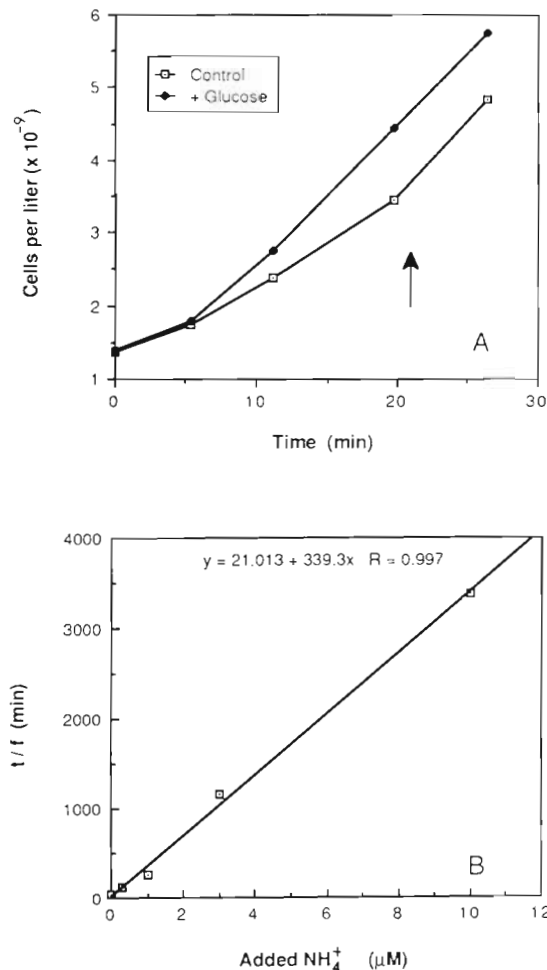 6
5
4
3
2
1
Cells per liter (x 10⁻⁹)
Control
+ Glucose
A
0 10 20 30
Time (min)
4000
3000
2000
1000
0
t / f (min)
y = 21.013 + 339.3x R = 0.997
B
0 2 4 6 8 10 12
Added NH₄⁺ (μM)